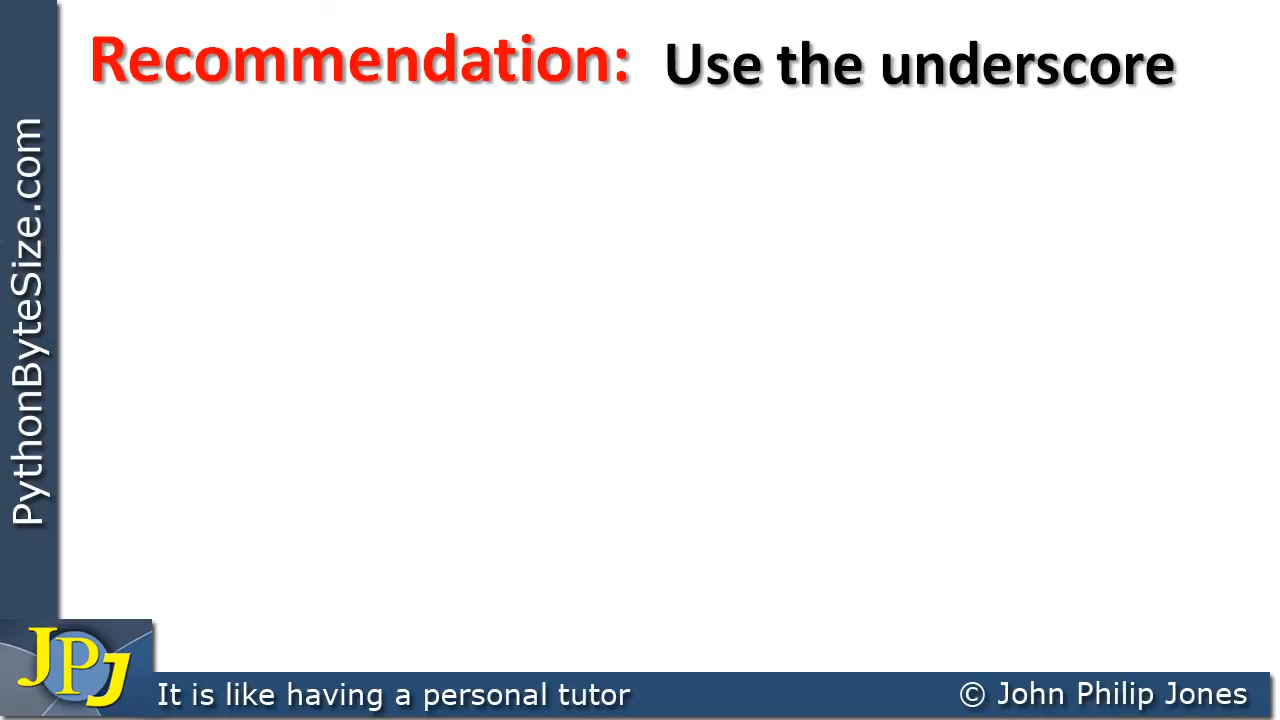 Recommendation: Use the underscore
PythonByteSize.com
JPJ
It is like having a personal tutor
© John Philip Jones